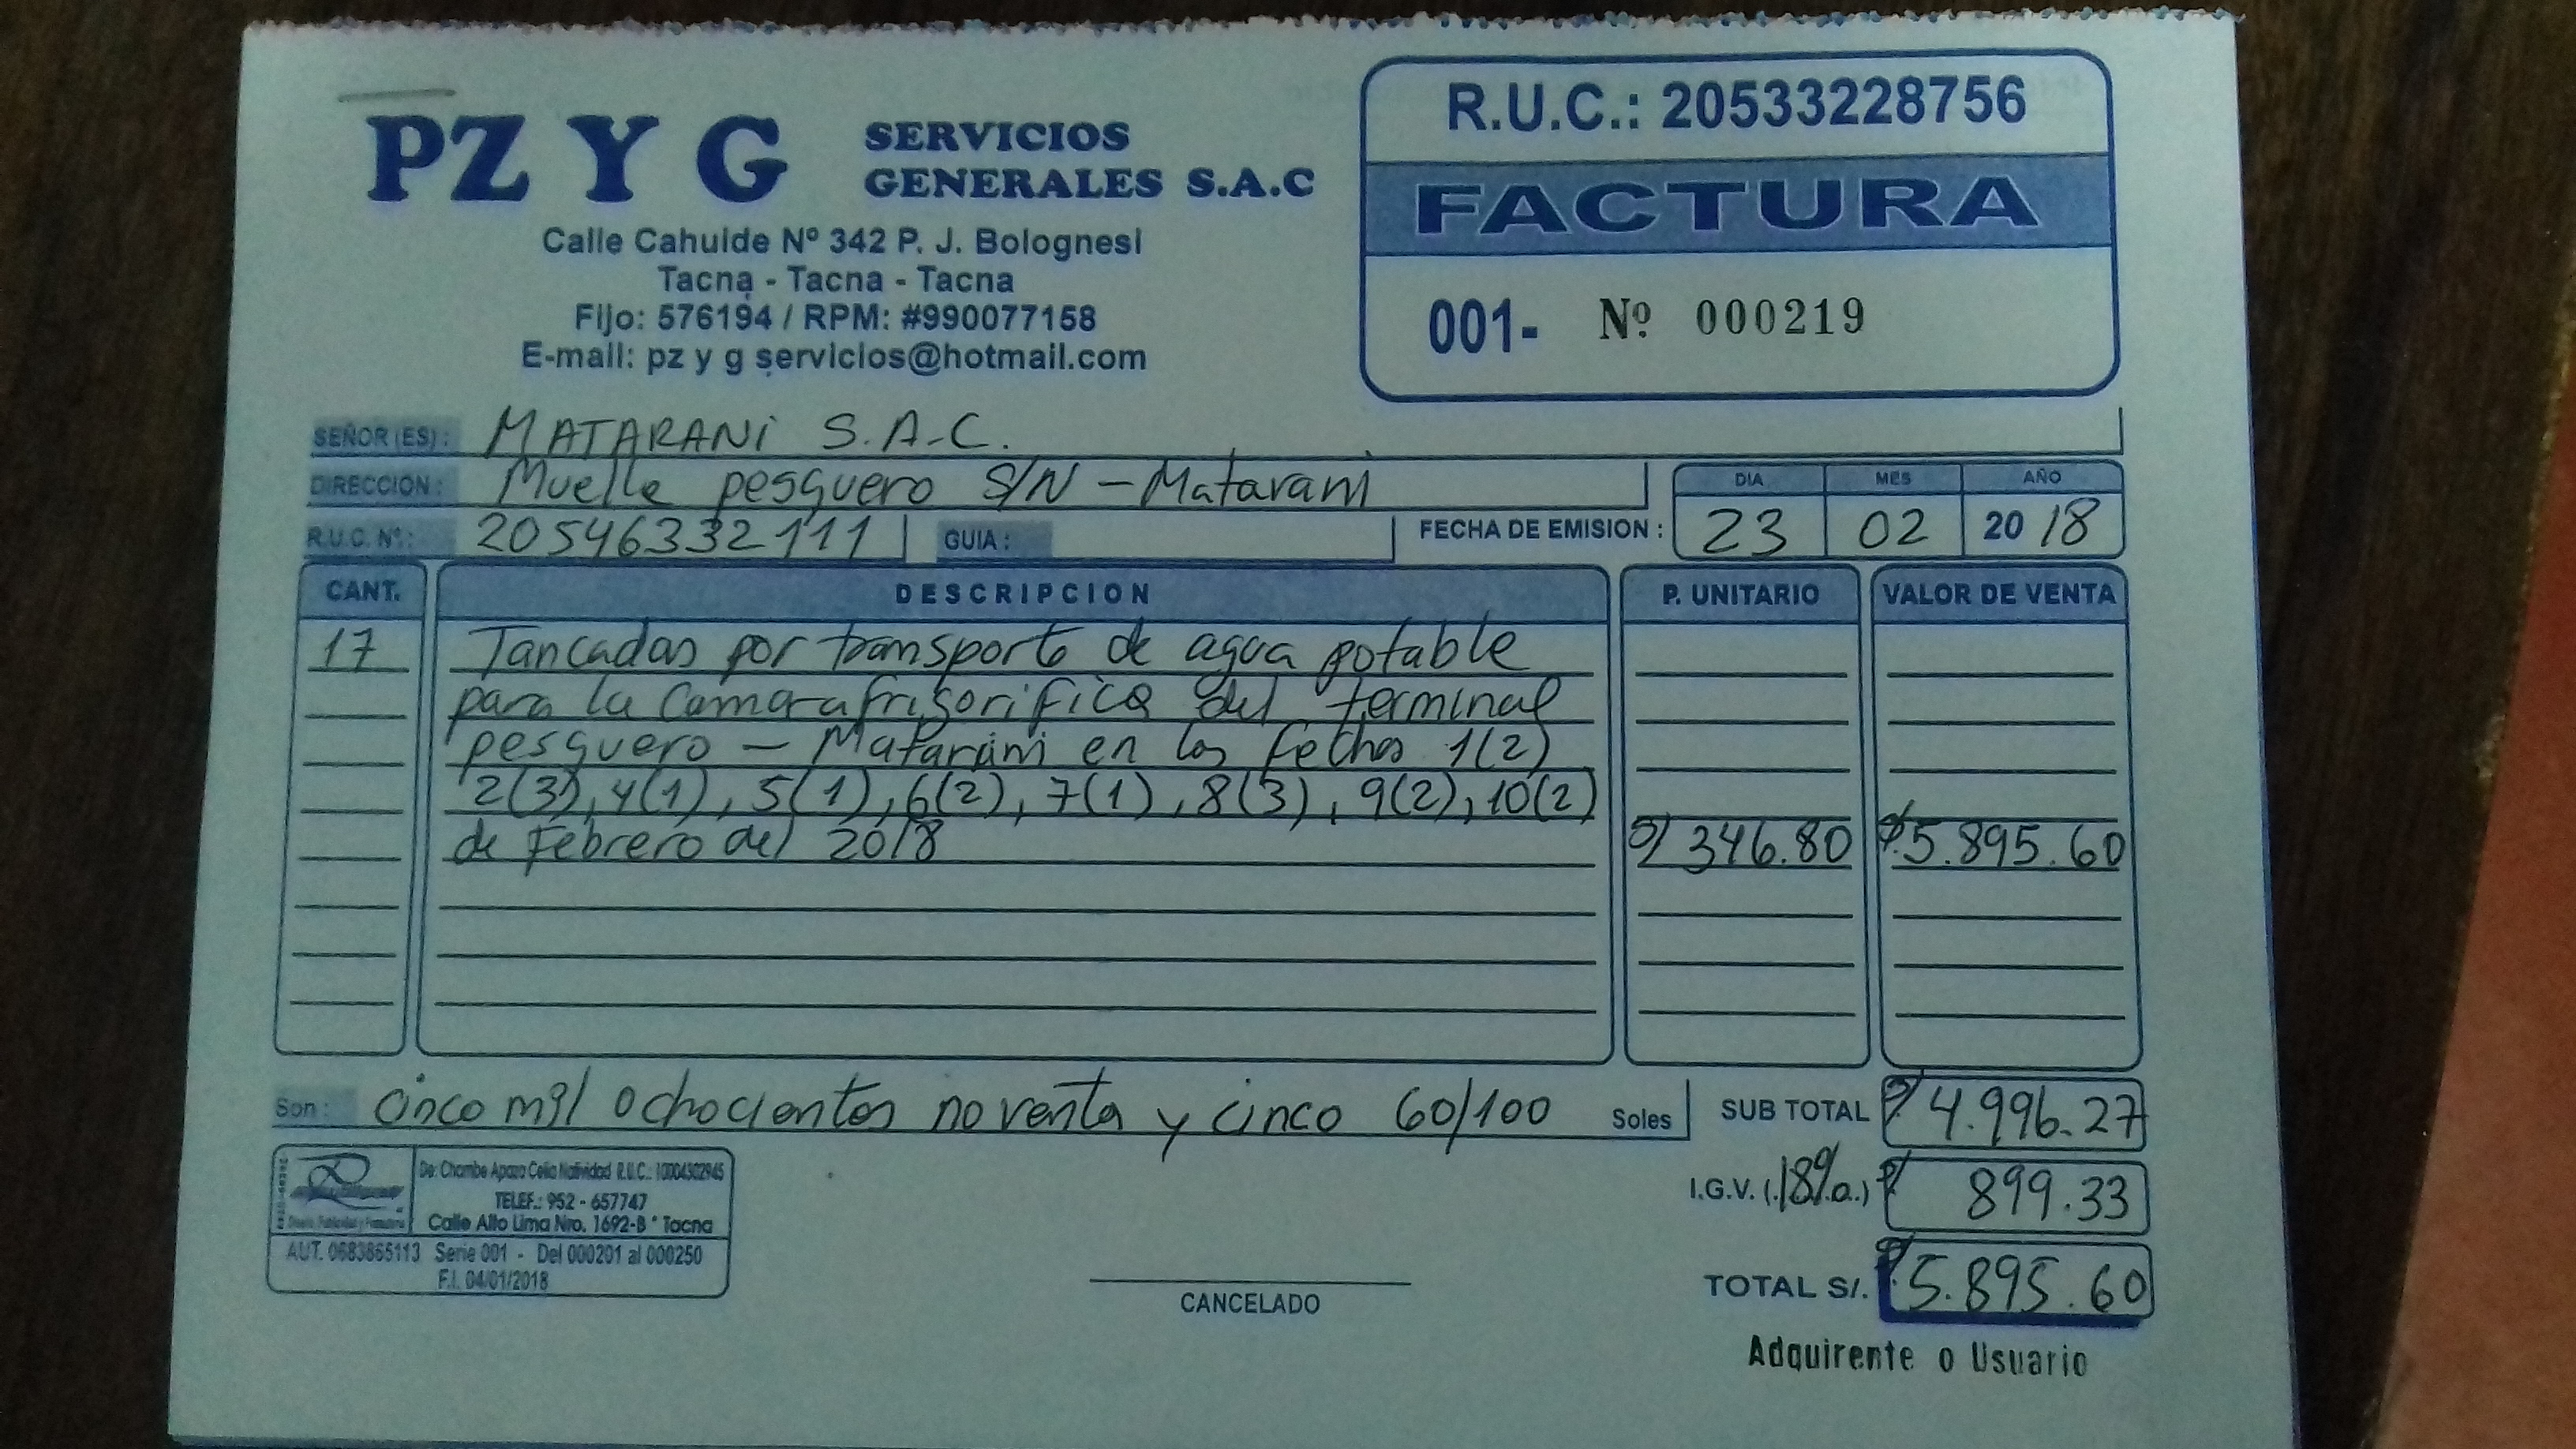 PZ Y G SERVICIOS GENERALES S.A.C
Calle Cahuide Nº 342 P. J. Bolognesi
Tacna - Tacna - Tacna
Fijo: 576194 / RPM: #990077158
E-mail: pz y g servicios@hotmail.com
R.U.C.: 20533228756
FACTURA
001- Nº 000219
SEÑOR (ES): MATARANI S.A.C.
DIRECCION: Muelle pesquero S/N - Matarani
R.U.C. Nº: 20546332111 GUIA:
FECHA DE EMISION: DIA MES AÑO
23 02 2018
CANT. DESCRIPCION P. UNITARIO VALOR DE VENTA
17 Tancadas por transporte de agua potable
para la Camara frigorifica del terminal
pesquero - Matarani en las fechas 1(2)
2(3), 4(1), 5(1), 6(2), 7(1), 8(3), 9(2), 10(2)
de Febrero del 2018 S/ 346.80 S/ 5.895.60
Son: Cinco mil ochocientos noventa y cinco 60/100 Soles
SUB TOTAL S/ 4.996.27
I.G.V. (18%) S/ 899.33
TOTAL S/. S/ 5.895.60
De: Chambe Apaza Celia Natividad R.U.C.: 10004302945
TELEF.: 952 - 657747
Calle Alto Lima Nro. 1692-B * Tacna
AUT. 0683865113 Serie 001 - Del 000201 al 000250
F.I. 04/01/2018
CANCELADO
Adquirente o Usuario